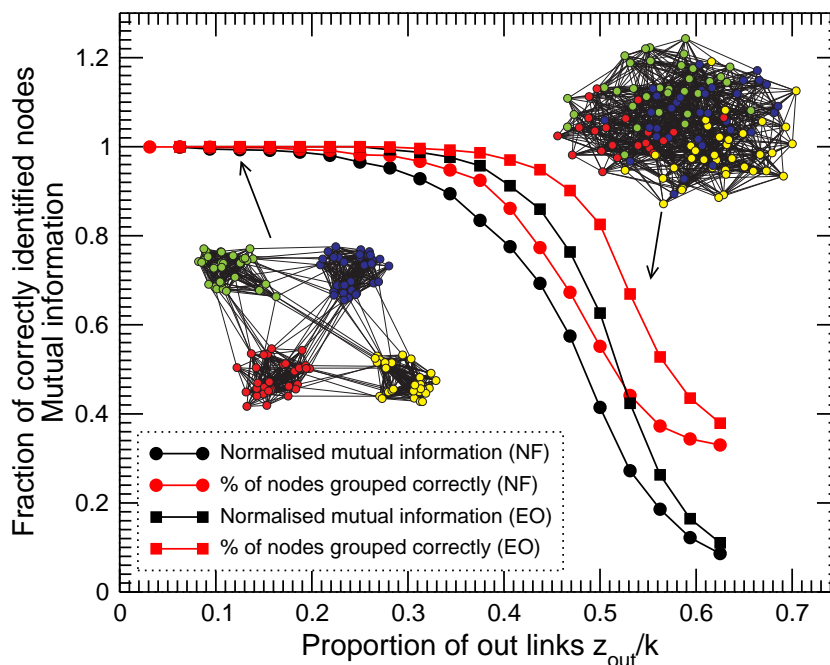 Fraction of correctly identified nodes
Mutual information
1.2
1
0.8
0.6
0.4
0.2
0
Normalised mutual information (NF)
% of nodes grouped correctly (NF)
Normalised mutual information (EO)
% of nodes grouped correctly (EO)
0 0.1 0.2 0.3 0.4 0.5 0.6 0.7
Proportion of out links z_out/k